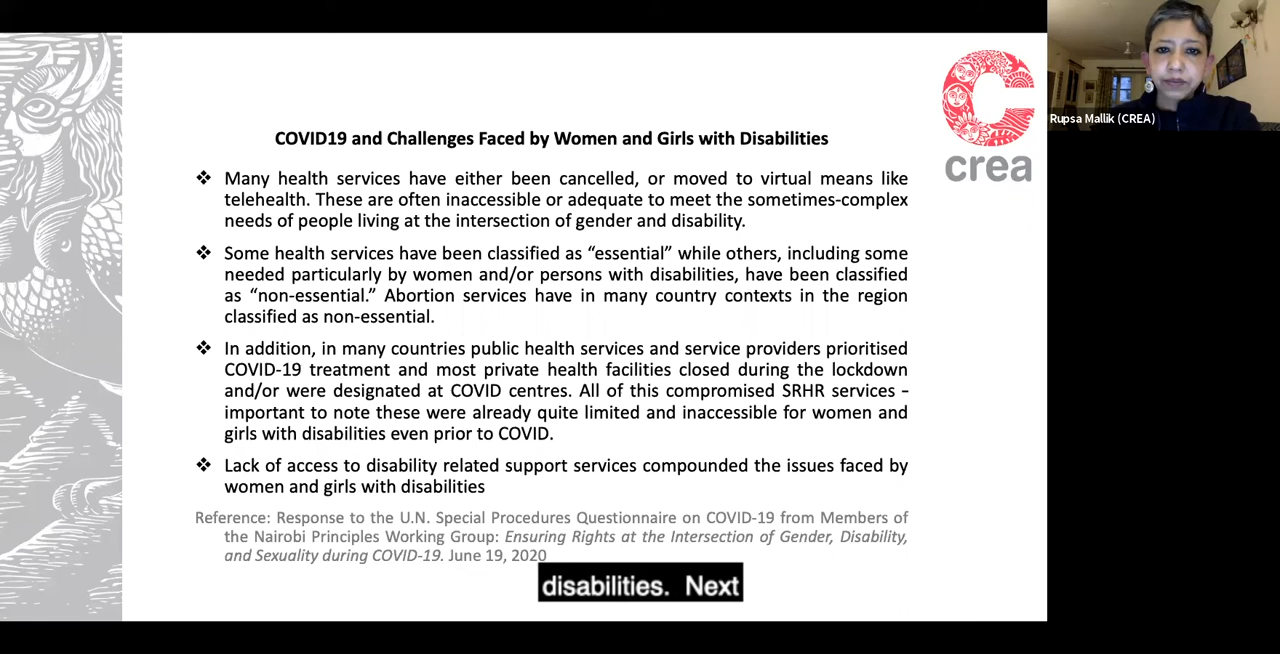 COVID19 and Challenges Faced by Women and Girls with Disabilities
❖ Many health services have either been cancelled, or moved to virtual means like
telehealth. These are often inaccessible or adequate to meet the sometimes-complex
needs of people living at the intersection of gender and disability.
❖ Some health services have been classified as “essential” while others, including some
needed particularly by women and/or persons with disabilities, have been classified
as “non-essential.” Abortion services have in many country contexts in the region
classified as non-essential.
❖ In addition, in many countries public health services and service providers prioritised
COVID-19 treatment and most private health facilities closed during the lockdown
and/or were designated at COVID centres. All of this compromised SRHR services -
important to note these were already quite limited and inaccessible for women and
girls with disabilities even prior to COVID.
❖ Lack of access to disability related support services compounded the issues faced by
women and girls with disabilities
Reference: Response to the U.N. Special Procedures Questionnaire on COVID-19 from Members of
the Nairobi Principles Working Group: Ensuring Rights at the Intersection of Gender, Disability,
and Sexuality during COVID-19. June 19, 2020
disabilities. Next
crea
Rupsa Mallik (CREA)